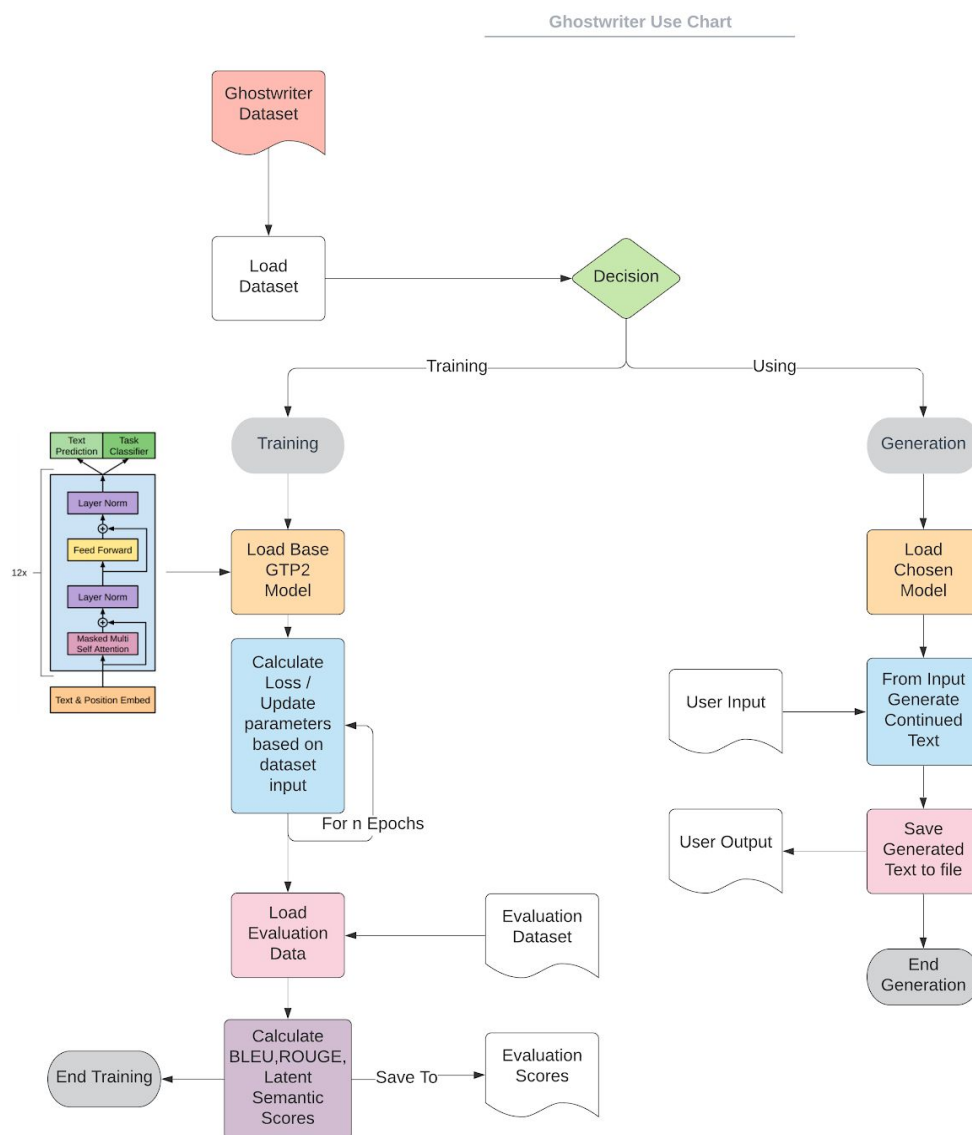 Ghostwriter Use Chart
Ghostwriter
Dataset
Load
Dataset
Decision
Training
Using
Training
Generation
Text
Prediction
Task
Classifier
Layer Norm
Feed Forward
12x
Layer Norm
Masked Multi
Self Attention
Text & Position Embed
Load Base
GTP2
Model
Load
Chosen
Model
Calculate
Loss /
Update
parameters
based on
dataset
input
For n Epochs
User Input
From Input
Generate
Continued
Text
User Output
Save
Generated
Text to file
Load
Evaluation
Data
Evaluation
Dataset
End
Generation
End Training
Calculate
BLEU,ROUGE,
Latent
Semantic
Scores
Save To
Evaluation
Scores